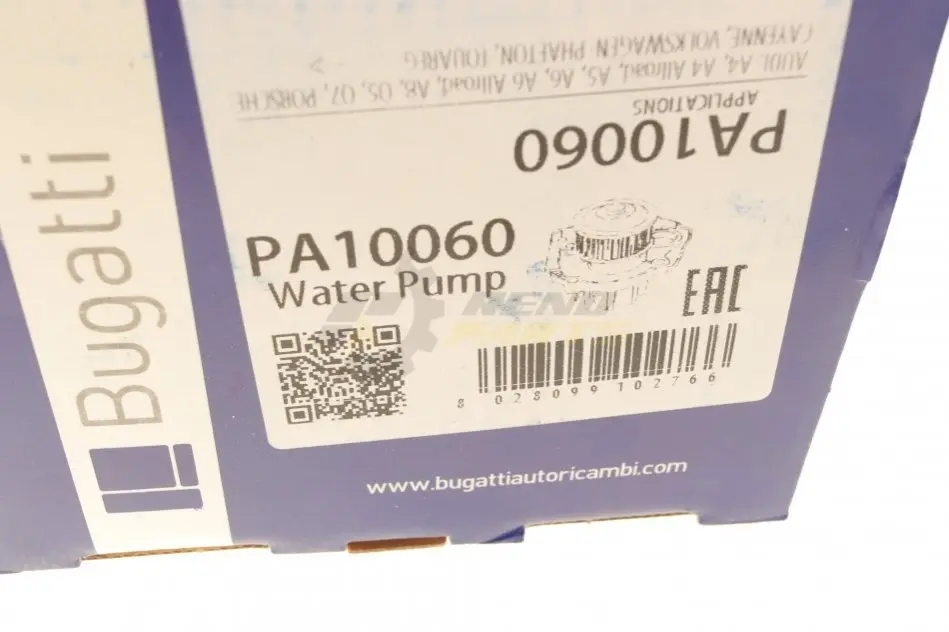 Bugatti
PA10060
APPLICATIONS
AUDI A4, A4 Allroad, A5, A6, A6 Allroad, A8, Q5, Q7, PORSCHE
CAYENNE, VOLKSWAGEN PHAETON, TOUAREG
PA10060
Water Pump
EAC
8 028099 102766
www.bugattiautoricambi.com